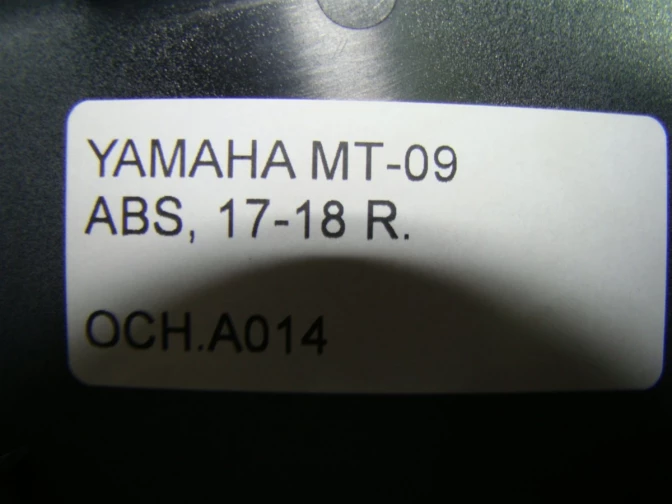 YAMAHA MT-09
ABS, 17-18 R.
OCH.A014